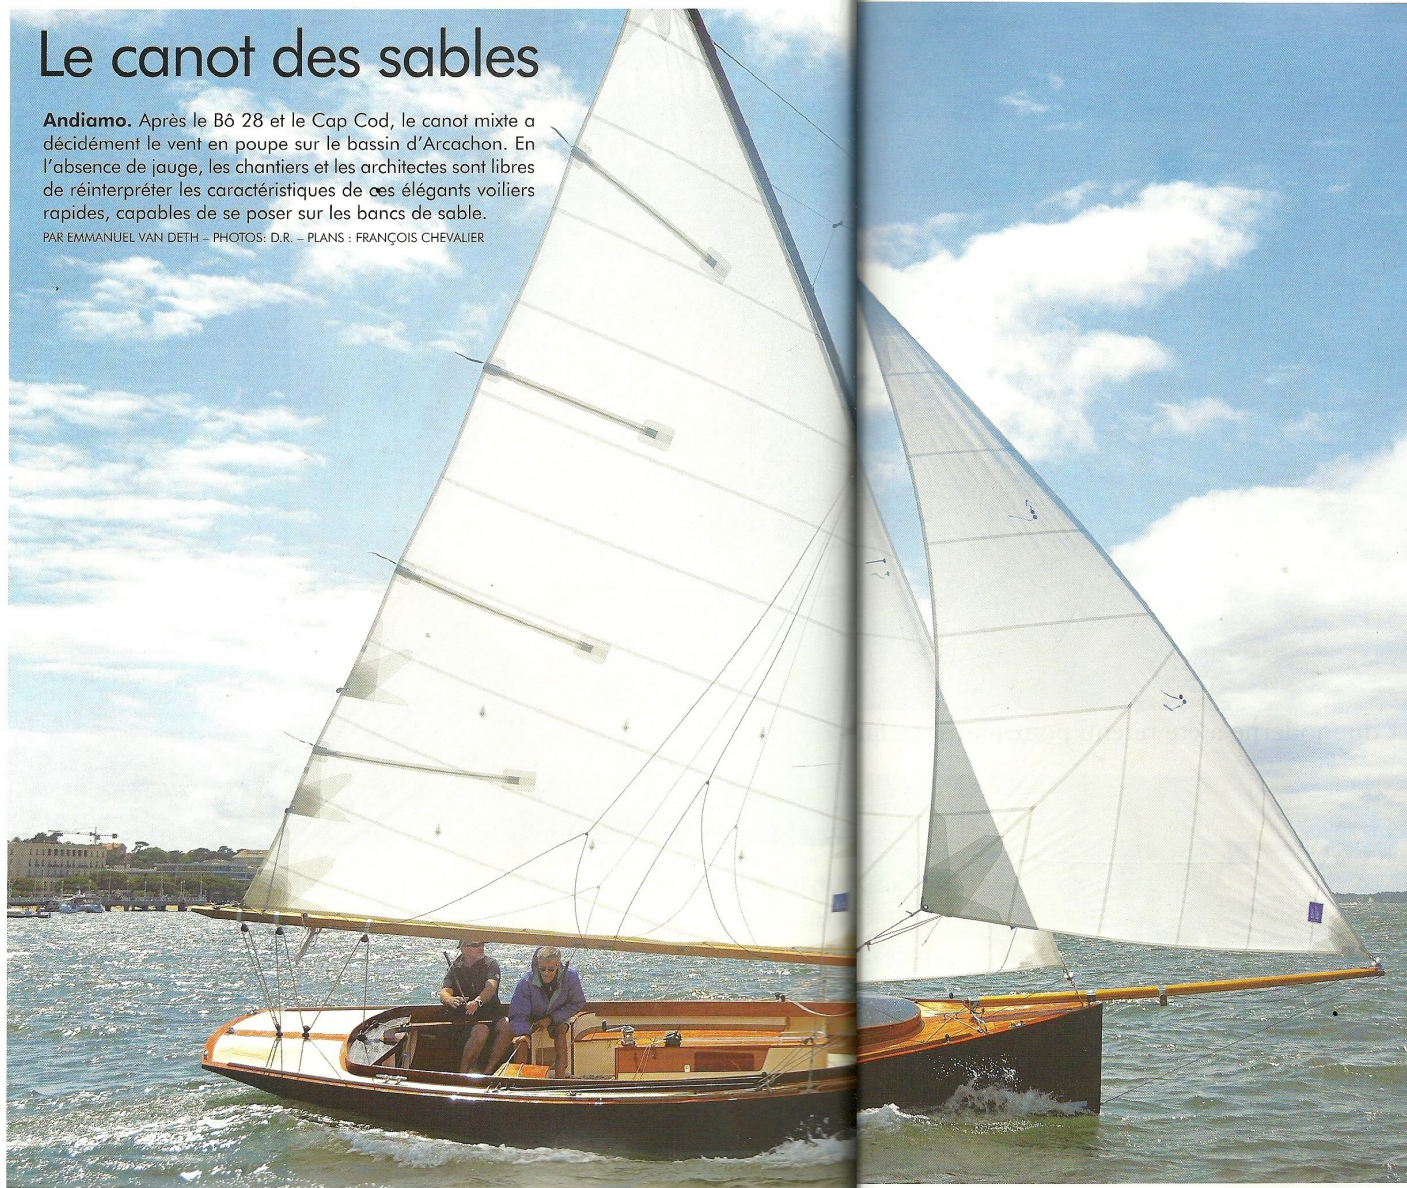 Le canot des sables
Andiamo. Après le Bô 28 et le Cap Cod, le canot mixte a
décidément le vent en poupe sur le bassin d'Arcachon. En
l'absence de jauge, les chantiers et les architectes sont libres
de réinterpréter les caractéristiques de ces élégants voiliers
rapides, capables de se poser sur les bancs de sable.
PAR EMMANUEL VAN DETH – PHOTOS: D.R. – PLANS : FRANÇOIS CHEVALIER